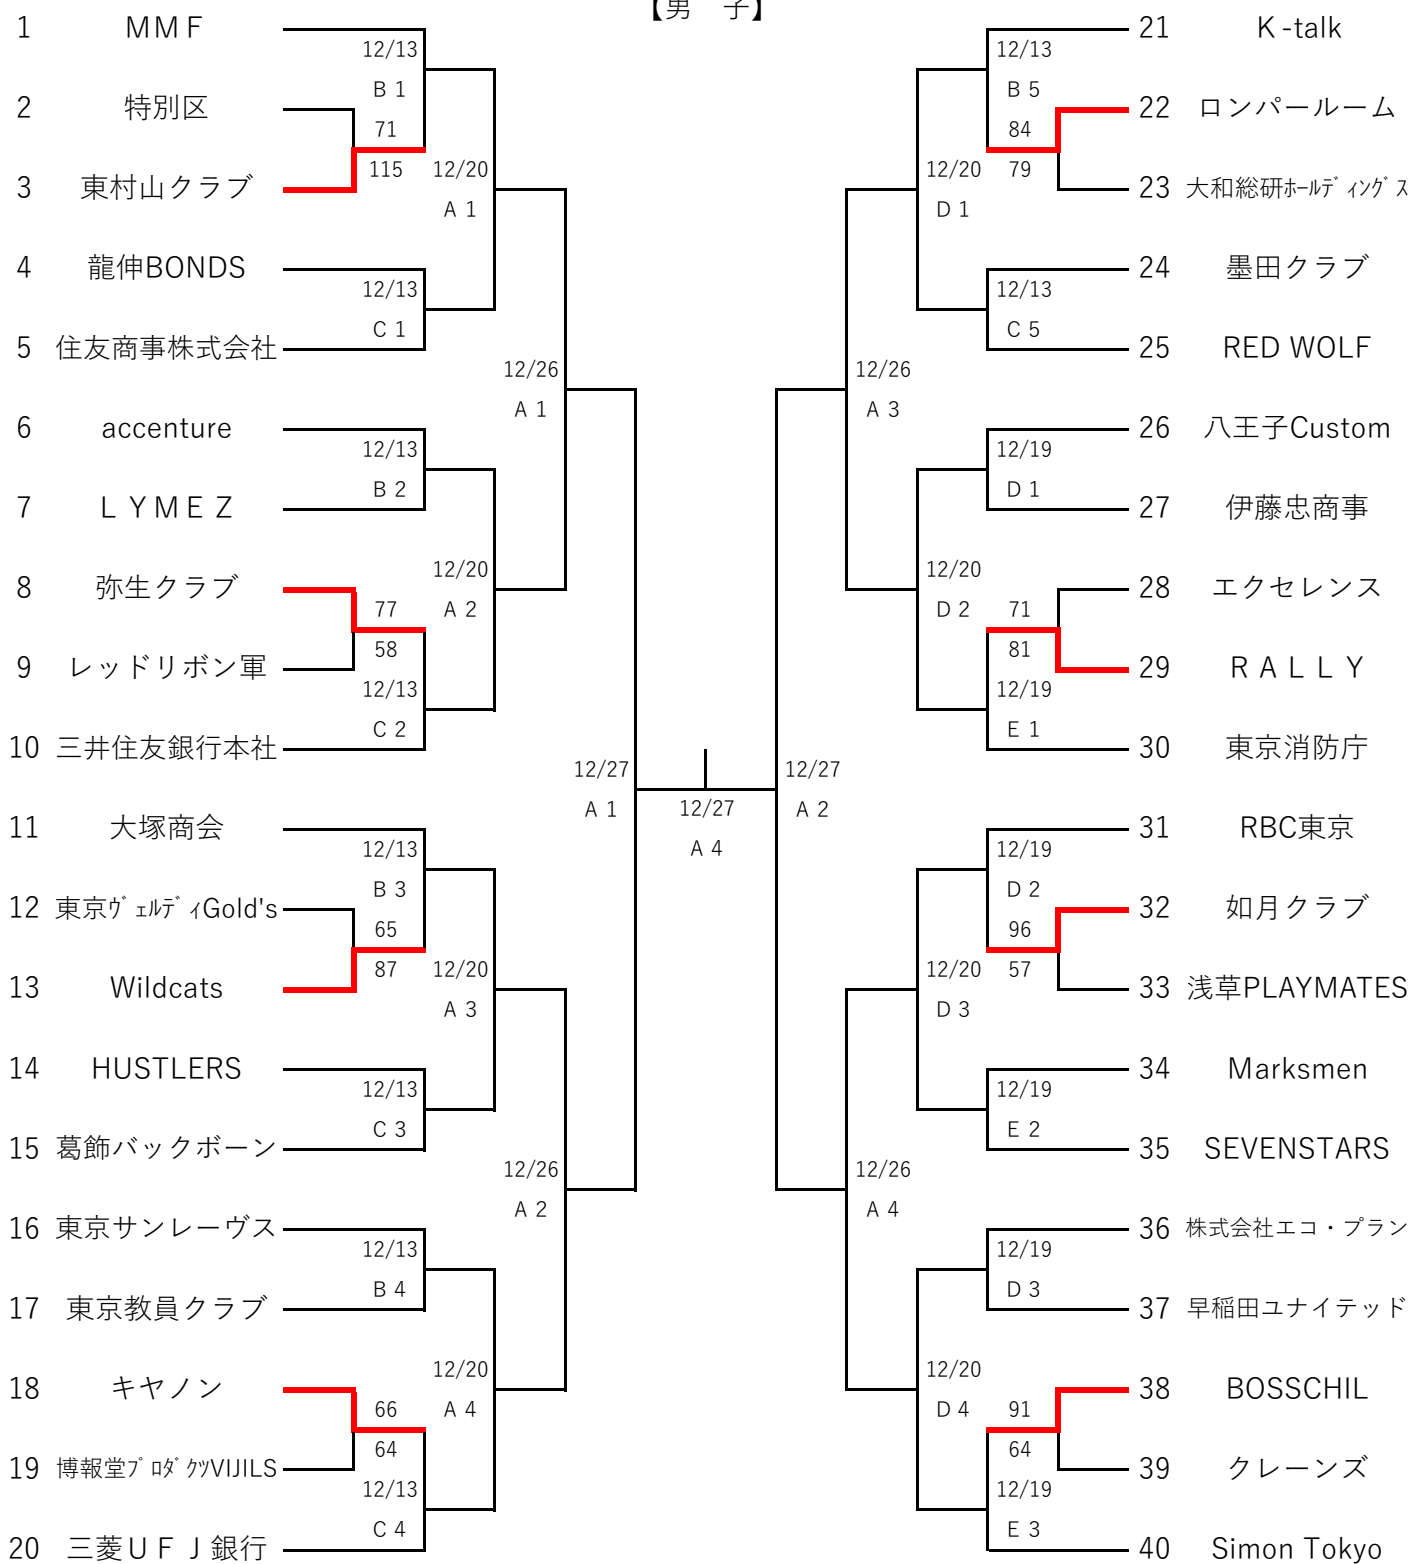 【男　子】
1 ＭＭＦ
12/13
Ｂ１
2 特別区
71
115
3 東村山クラブ
12/20
Ａ１
4 龍伸BONDS
12/13
Ｃ１
5 住友商事株式会社
12/26
Ａ１
6 accenture
12/13
Ｂ２
7 ＬＹＭＥＺ
12/20
Ａ２
8 弥生クラブ
77
58
9 レッドリボン軍
12/13
Ｃ２
10 三井住友銀行本社
12/27
Ａ１
11 大塚商会
12/13
Ｂ３
12 東京ｳﾞｪﾙﾃﾞｨGold's
65
87
13 Wildcats
12/20
Ａ３
14 HUSTLERS
12/13
Ｃ３
15 葛飾バックボーン
12/26
Ａ２
16 東京サンレーヴス
12/13
Ｂ４
17 東京教員クラブ
12/20
Ａ４
18 キヤノン
66
64
19 博報堂ﾌﾟﾛﾀﾞｸﾂVIJILS
12/13
Ｃ４
20 三菱ＵＦＪ銀行
12/27
Ａ４
21 Ｋ-talk
12/13
Ｂ５
22 ロンパールーム
84
79
23 大和総研ﾎｰﾙﾃﾞｨﾝｸﾞｽ
12/20
Ｄ１
24 墨田クラブ
12/13
Ｃ５
25 RED WOLF
12/26
Ａ３
26 八王子Custom
12/19
Ｄ１
27 伊藤忠商事
12/20
Ｄ２
28 エクセレンス
71
81
29 ＲＡＬＬＹ
12/19
Ｅ１
30 東京消防庁
12/27
Ａ２
31 RBC東京
12/19
Ｄ２
32 如月クラブ
96
57
33 浅草PLAYMATES
12/20
Ｄ３
34 Marksmen
12/19
Ｅ２
35 SEVENSTARS
12/26
Ａ４
36 株式会社エコ・プラン
12/19
Ｄ３
37 早稲田ユナイテッド
12/20
Ｄ４
38 BOSSCHIL
91
64
39 クレーンズ
12/19
Ｅ３
40 Simon Tokyo